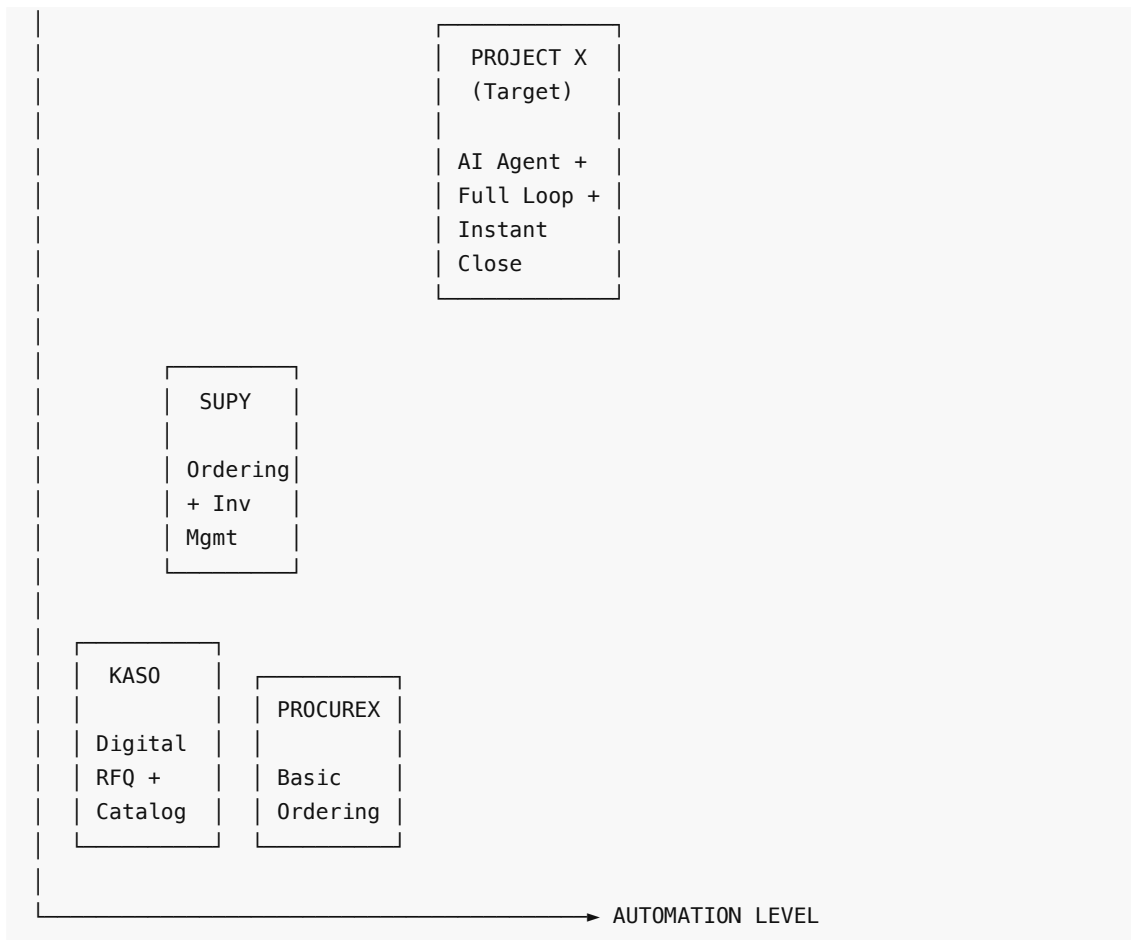 PROJECT X
(Target)
AI Agent +
Full Loop +
Instant
Close
SUPY
Ordering
+ Inv
Mgmt
KASO
Digital
RFQ +
Catalog
PROCUREX
Basic
Ordering
AUTOMATION LEVEL